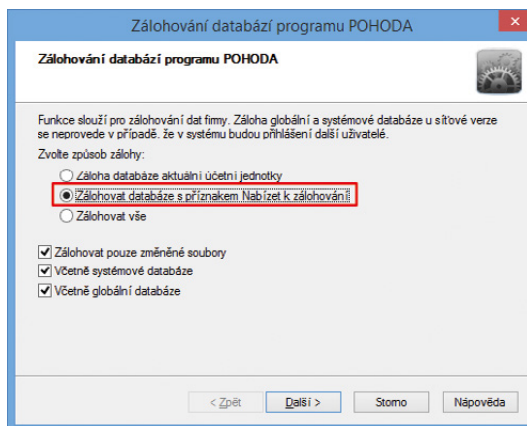 Zálohování databází programu POHODA
Zálohování databází programu POHODA
Funkce slouží pro zálohování dat firmy. Záloha globální a systémové databáze u síťové verze
se neprovede v případě, že v systému budou přihlášení další uživatelé.
Zvolte způsob zálohy:
Záloha databáze aktuální účetní jednotky
Zálohovat databáze s příznakem Nabízet k zálohování
Zálohovat vše
Zálohovat pouze změněné soubory
Včetně systémové databáze
Včetně globální databáze
< Zpět Další > Storno Nápověda